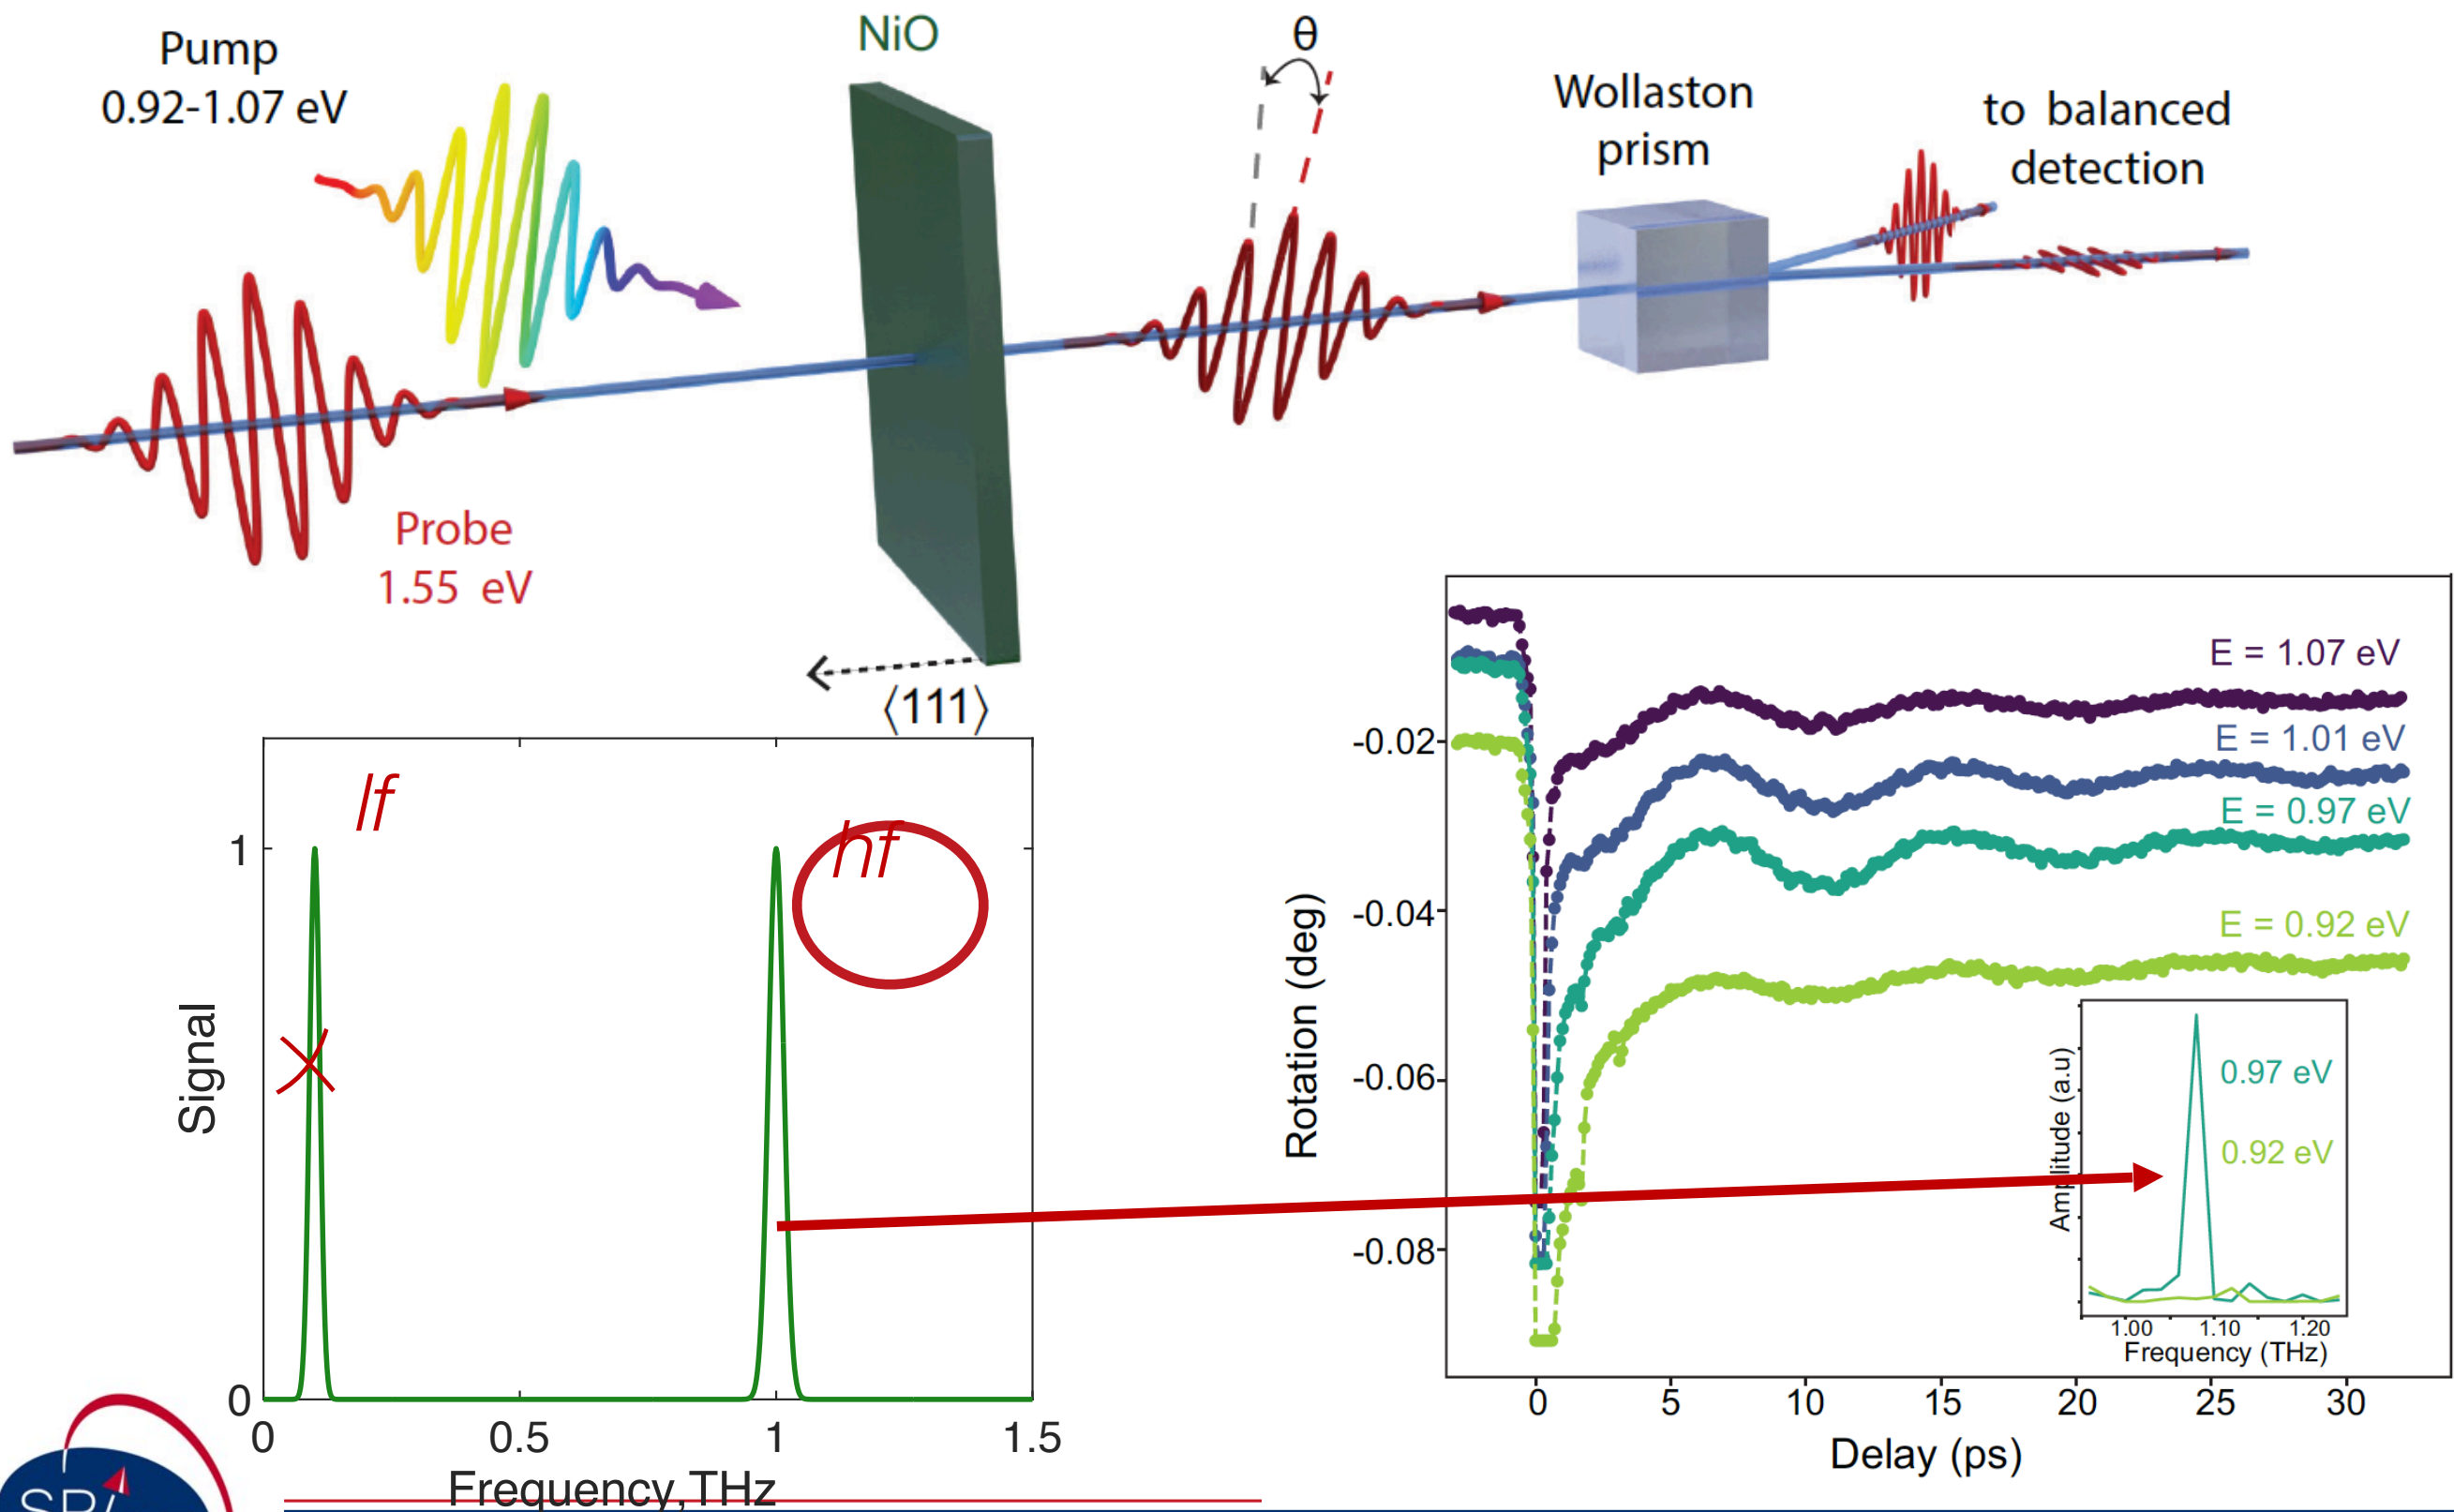 Pump
0.92-1.07 eV
NiO
θ
Wollaston
prism
to balanced
detection
Probe
1.55 eV
⟨111⟩
lf
hf
1
0
Signal
0
0.5
1
1.5
Frequency,THz
E = 1.07 eV
E = 1.01 eV
E = 0.97 eV
E = 0.92 eV
-0.02
-0.04
-0.06
-0.08
Rotation (deg)
0.97 eV
0.92 eV
Amplitude (a.u)
1.00
1.10
1.20
Frequency (THz)
0
5
10
15
20
25
30
Delay (ps)